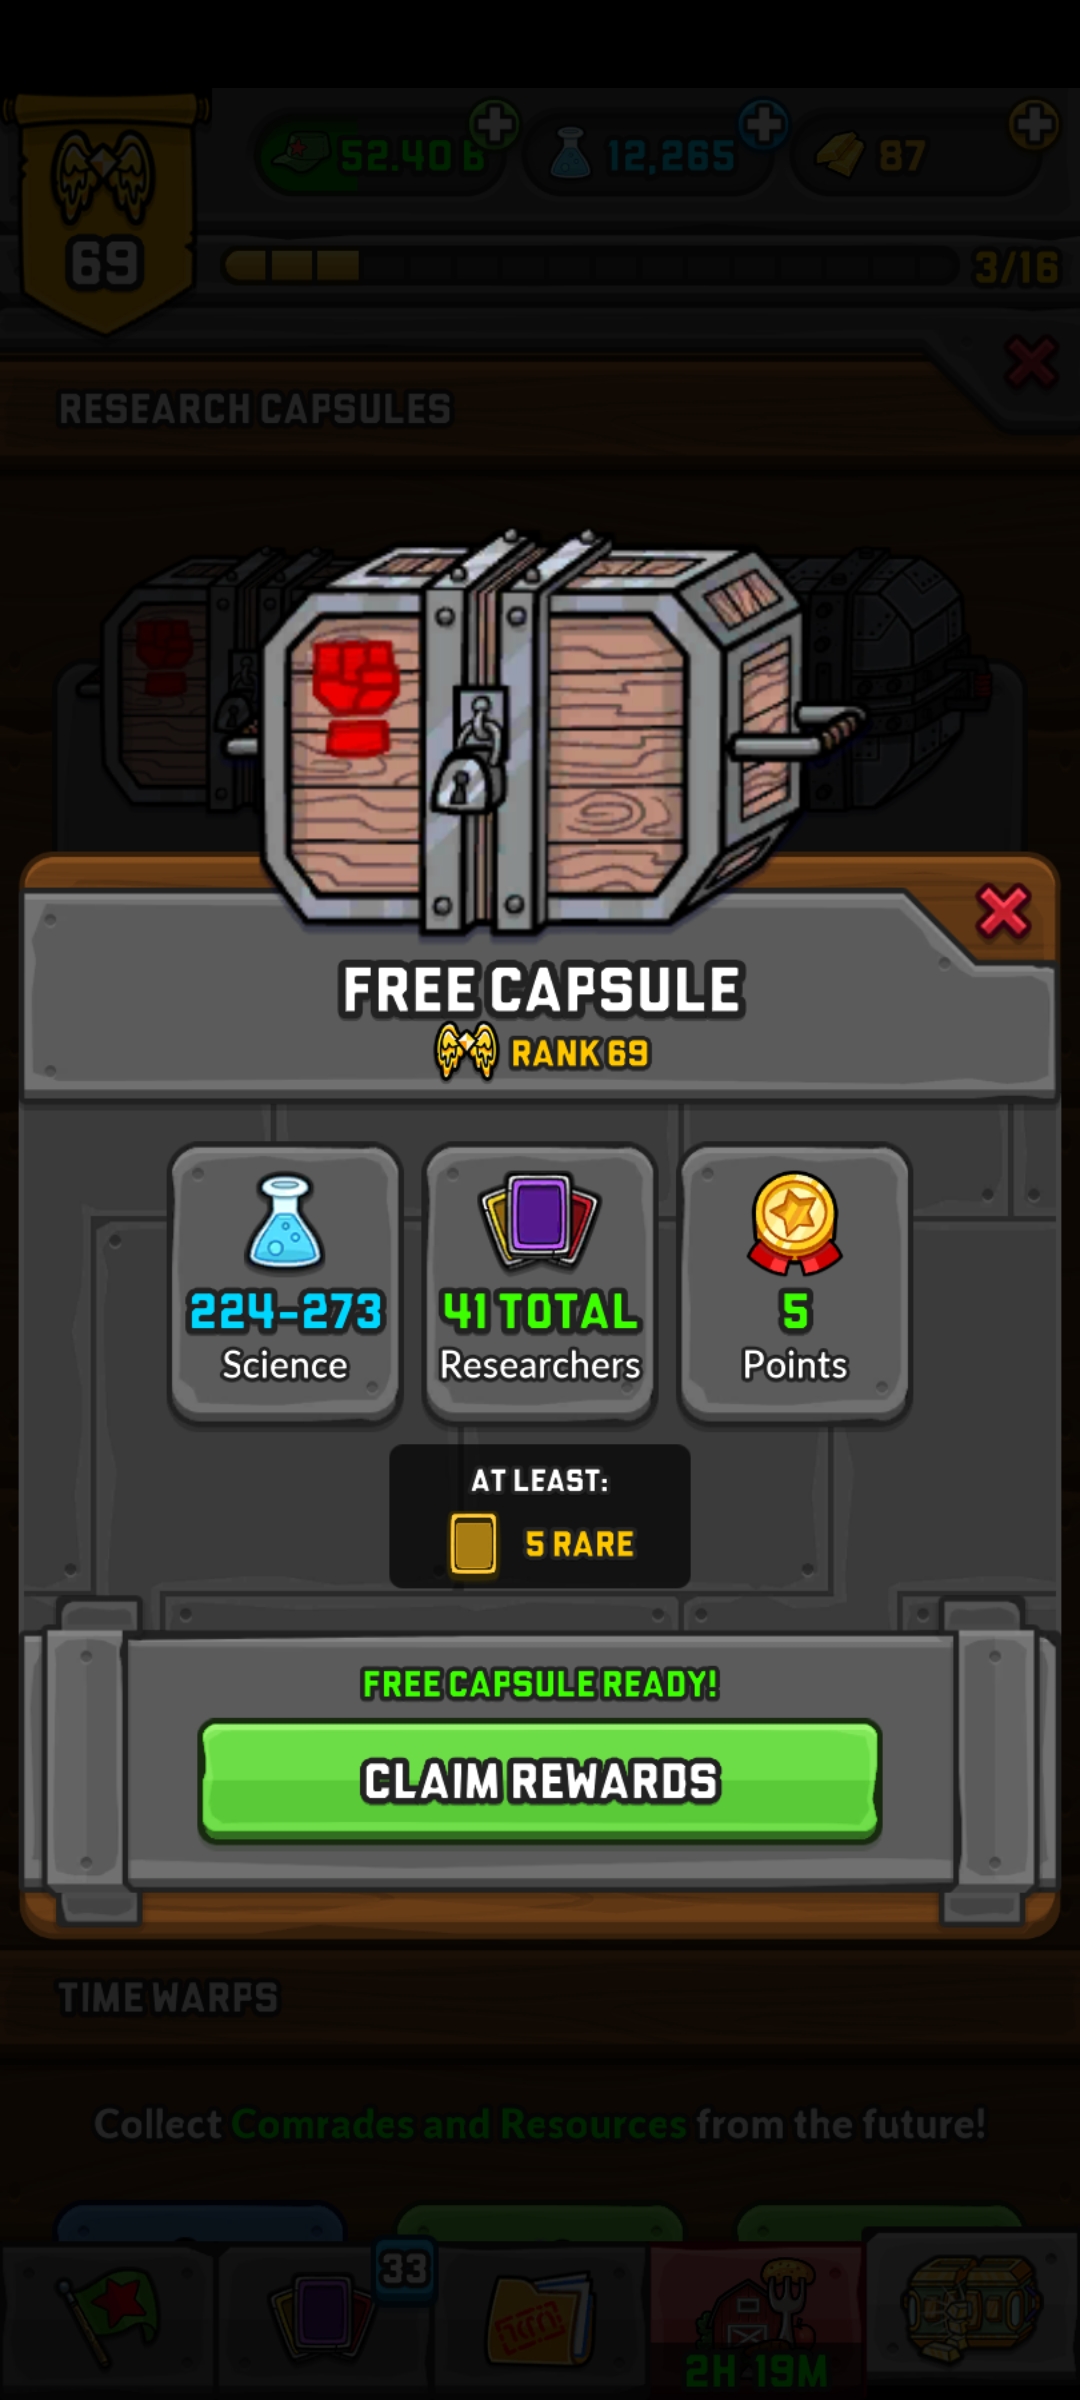 52.40 B
12,265
87
69
3/16
RESEARCH CAPSULES
FREE CAPSULE
RANK 69
224-273
Science
41 TOTAL
Researchers
5
Points
AT LEAST:
5 RARE
FREE CAPSULE READY!
CLAIM REWARDS
TIME WARPS
Collect Comrades and Resources from the future!
33
2H 19M